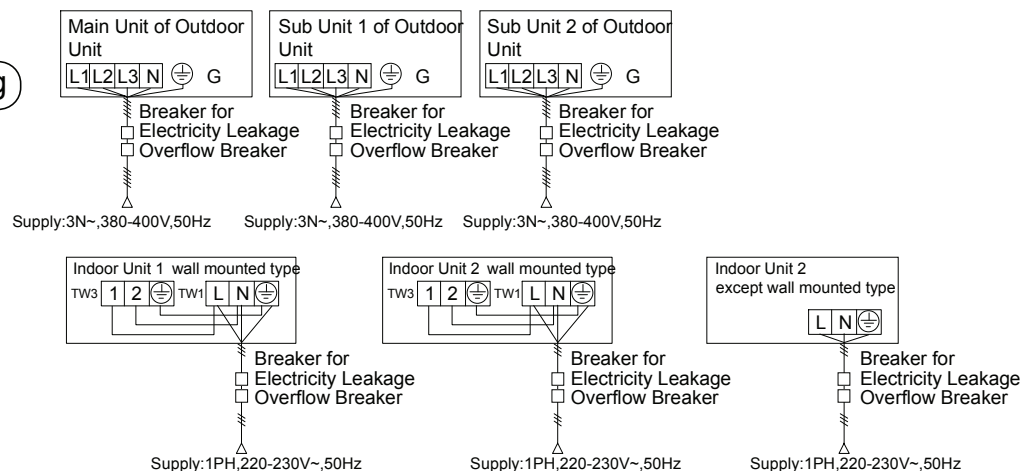 Main Unit of Outdoor
Unit
L1 L2 L3 N G
Breaker for
Electricity Leakage
Overflow Breaker
Supply:3N~,380-400V,50Hz
Sub Unit 1 of Outdoor
Unit
L1 L2 L3 N G
Breaker for
Electricity Leakage
Overflow Breaker
Supply:3N~,380-400V,50Hz
Sub Unit 2 of Outdoor
Unit
L1 L2 L3 N G
Breaker for
Electricity Leakage
Overflow Breaker
Supply:3N~,380-400V,50Hz
Indoor Unit 1 wall mounted type
TW3 1 2 TW1 L N
Breaker for
Electricity Leakage
Overflow Breaker
Supply:1PH,220-230V~,50Hz
Indoor Unit 2 wall mounted type
TW3 1 2 TW1 L N
Breaker for
Electricity Leakage
Overflow Breaker
Supply:1PH,220-230V~,50Hz
Indoor Unit 2
except wall mounted type
L N
Breaker for
Electricity Leakage
Overflow Breaker
Supply:1PH,220-230V~,50Hz